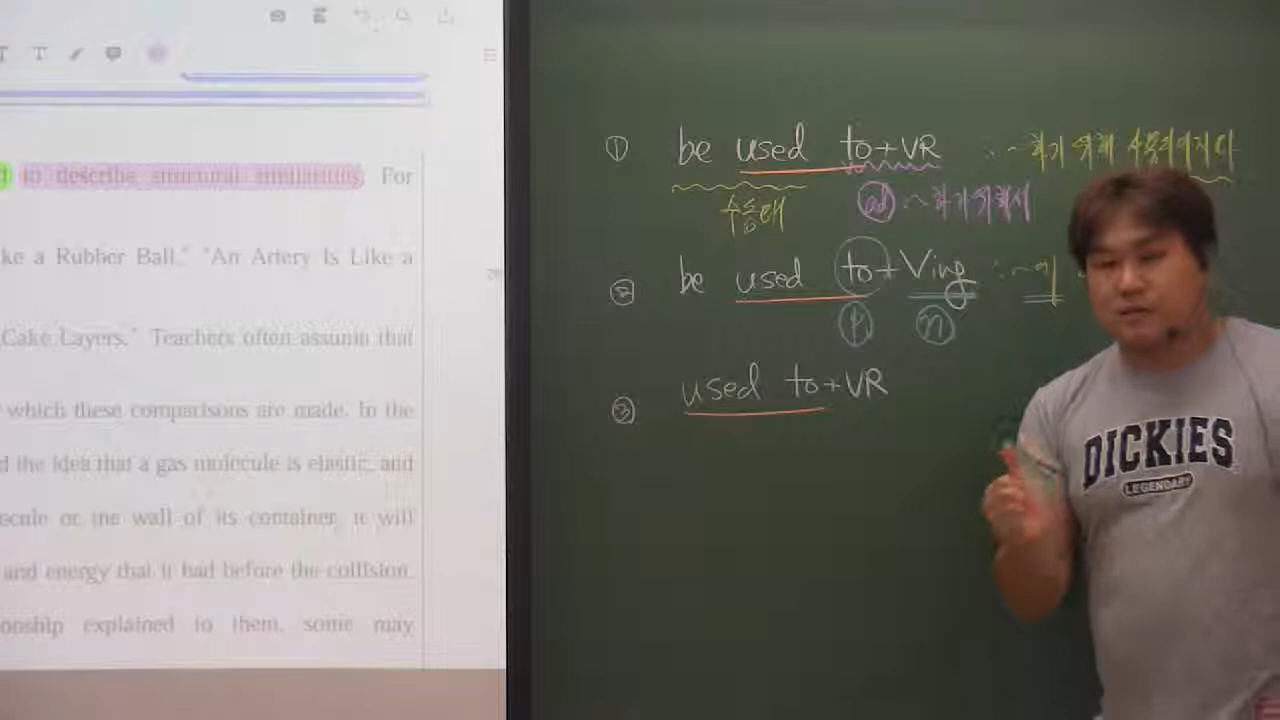 to describe structural similarities. For
ke a Rubber Ball," "An Artery Is Like a
Cake Layers." Teachers often assume that
which these comparisons are made. In the
d the idea that a gas molecule is elastic, and
ecule or the wall of its container, it will
and energy that it had before the collision.
onship explained to them, some may
① be used to+VR : ~하기 위해 사용되어지다
수동태 ad : ~하기위해서
② be used to+Ving : ~에
p n
③ used to+VR
DICKIES
LEGENDARY